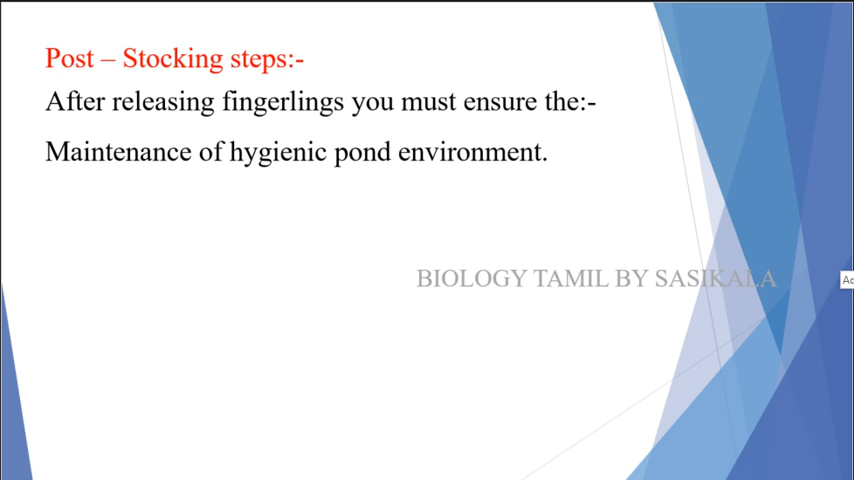 Post – Stocking steps:-
After releasing fingerlings you must ensure the:-
Maintenance of hygienic pond environment.
BIOLOGY TAMIL BY SASIKALA